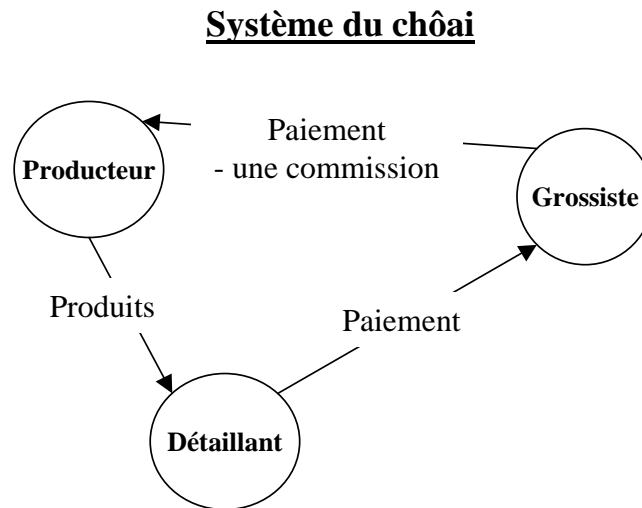 Système du chôai
Paiement
- une commission
Producteur
Grossiste
Produits
Paiement
Détaillant